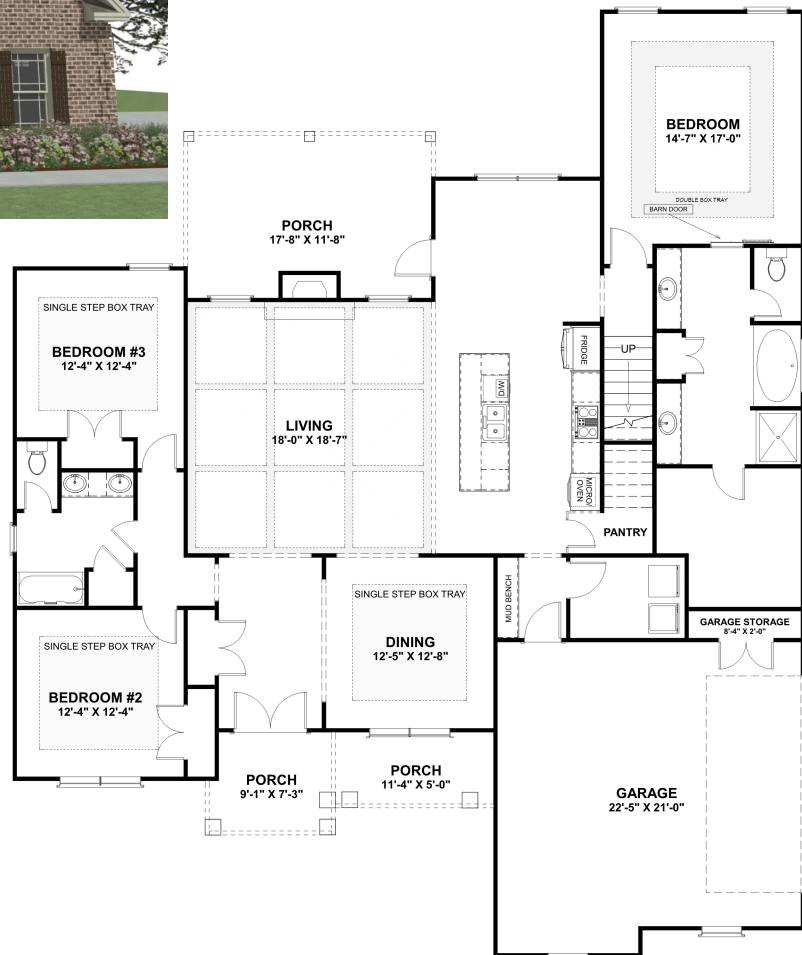 BEDROOM
14'-7" X 17'-0"
DOUBLE BOX TRAY
BARN DOOR
PORCH
17'-8" X 11'-8"
SINGLE STEP BOX TRAY
BEDROOM #3
12'-4" X 12'-4"
LIVING
18'-0" X 18'-7"
D/W
FRIDGE
UP
MICRO/
OVEN
PANTRY
MUD BENCH
SINGLE STEP BOX TRAY
DINING
12'-5" X 12'-8"
GARAGE STORAGE
8'-4" X 2'-0"
SINGLE STEP BOX TRAY
BEDROOM #2
12'-4" X 12'-4"
PORCH
9'-1" X 7'-3"
PORCH
11'-4" X 5'-0"
GARAGE
22'-5" X 21'-0"